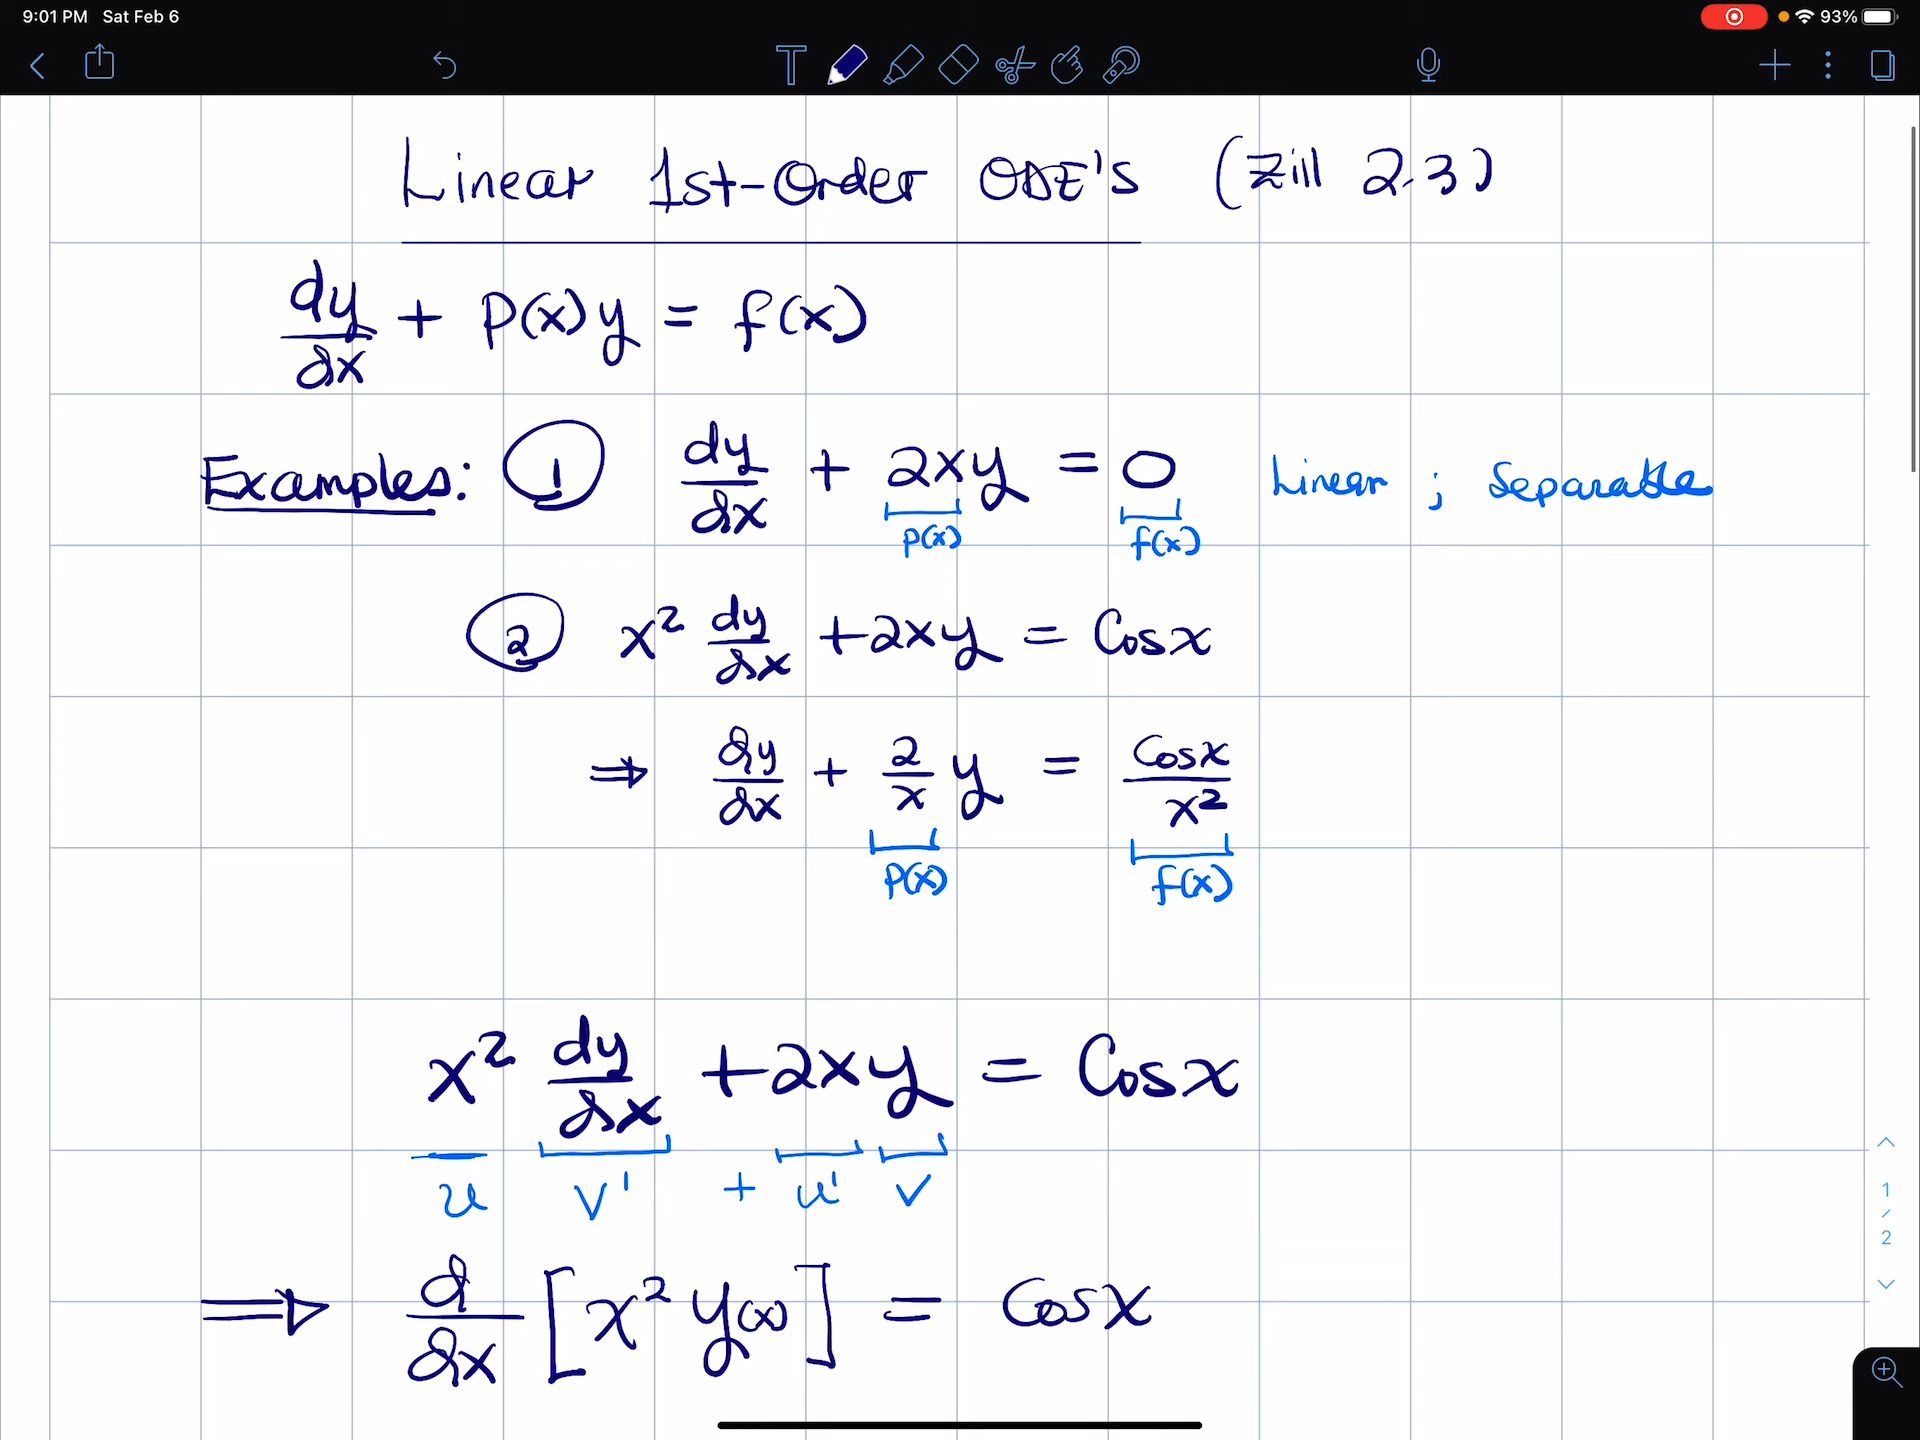 9:01 PM Sat Feb 6 93%
Linear 1st-Order ODE's (Zill 2.3)
dy/dx + P(x)y = f(x)
Examples: ① dy/dx + 2xy = 0 Linear ; Separable
P(x) f(x)
② x² dy/dx + 2xy = Cosx
⇒ dy/dx + 2/x y = Cosx/x²
P(x) f(x)
x² dy/dx + 2xy = Cosx
u v' + u' v
⟹ d/dx [x² y(x)] = Cosx
1
/
2